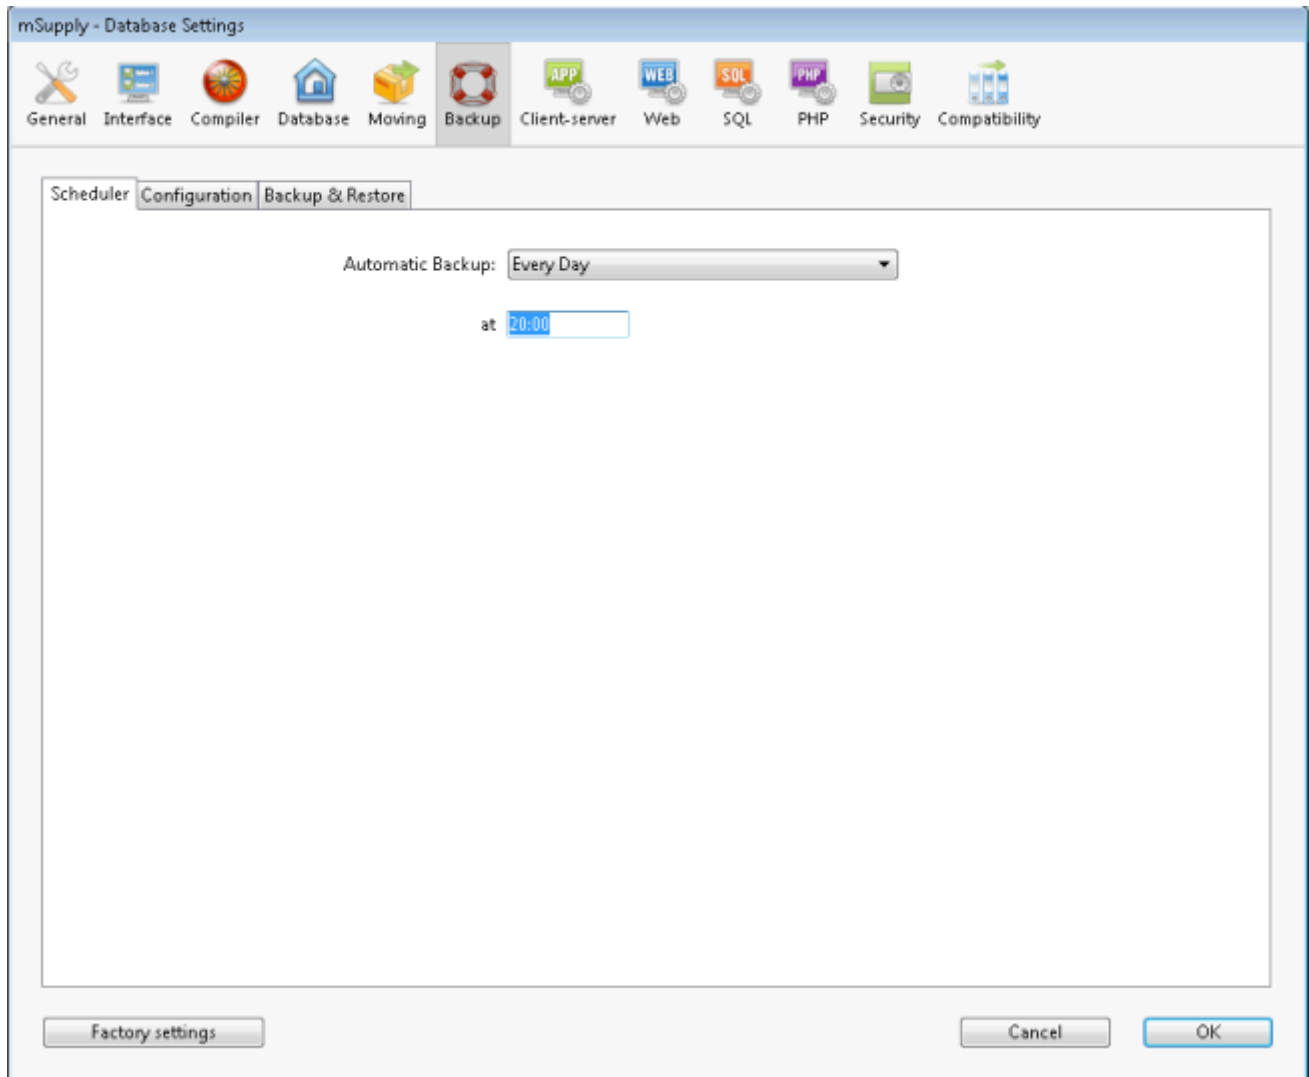 mSupply - Database Settings
APP WEB SQL PHP
General Interface Compiler Database Moving Backup Client-server Web SQL PHP Security Compatibility
Scheduler Configuration Backup & Restore
Automatic Backup: Every Day
at 20:00
Factory settings Cancel OK